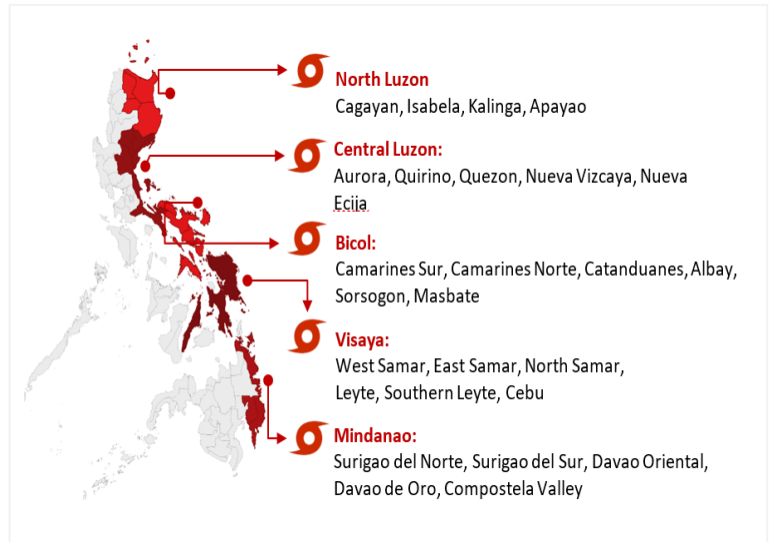 North Luzon
Cagayan, Isabela, Kalinga, Apayao
Central Luzon:
Aurora, Quirino, Quezon, Nueva Vizcaya, Nueva
Ecija
Bicol:
Camarines Sur, Camarines Norte, Catanduanes, Albay,
Sorsogon, Masbate
Visaya:
West Samar, East Samar, North Samar,
Leyte, Southern Leyte, Cebu
Mindanao:
Surigao del Norte, Surigao del Sur, Davao Oriental,
Davao de Oro, Compostela Valley